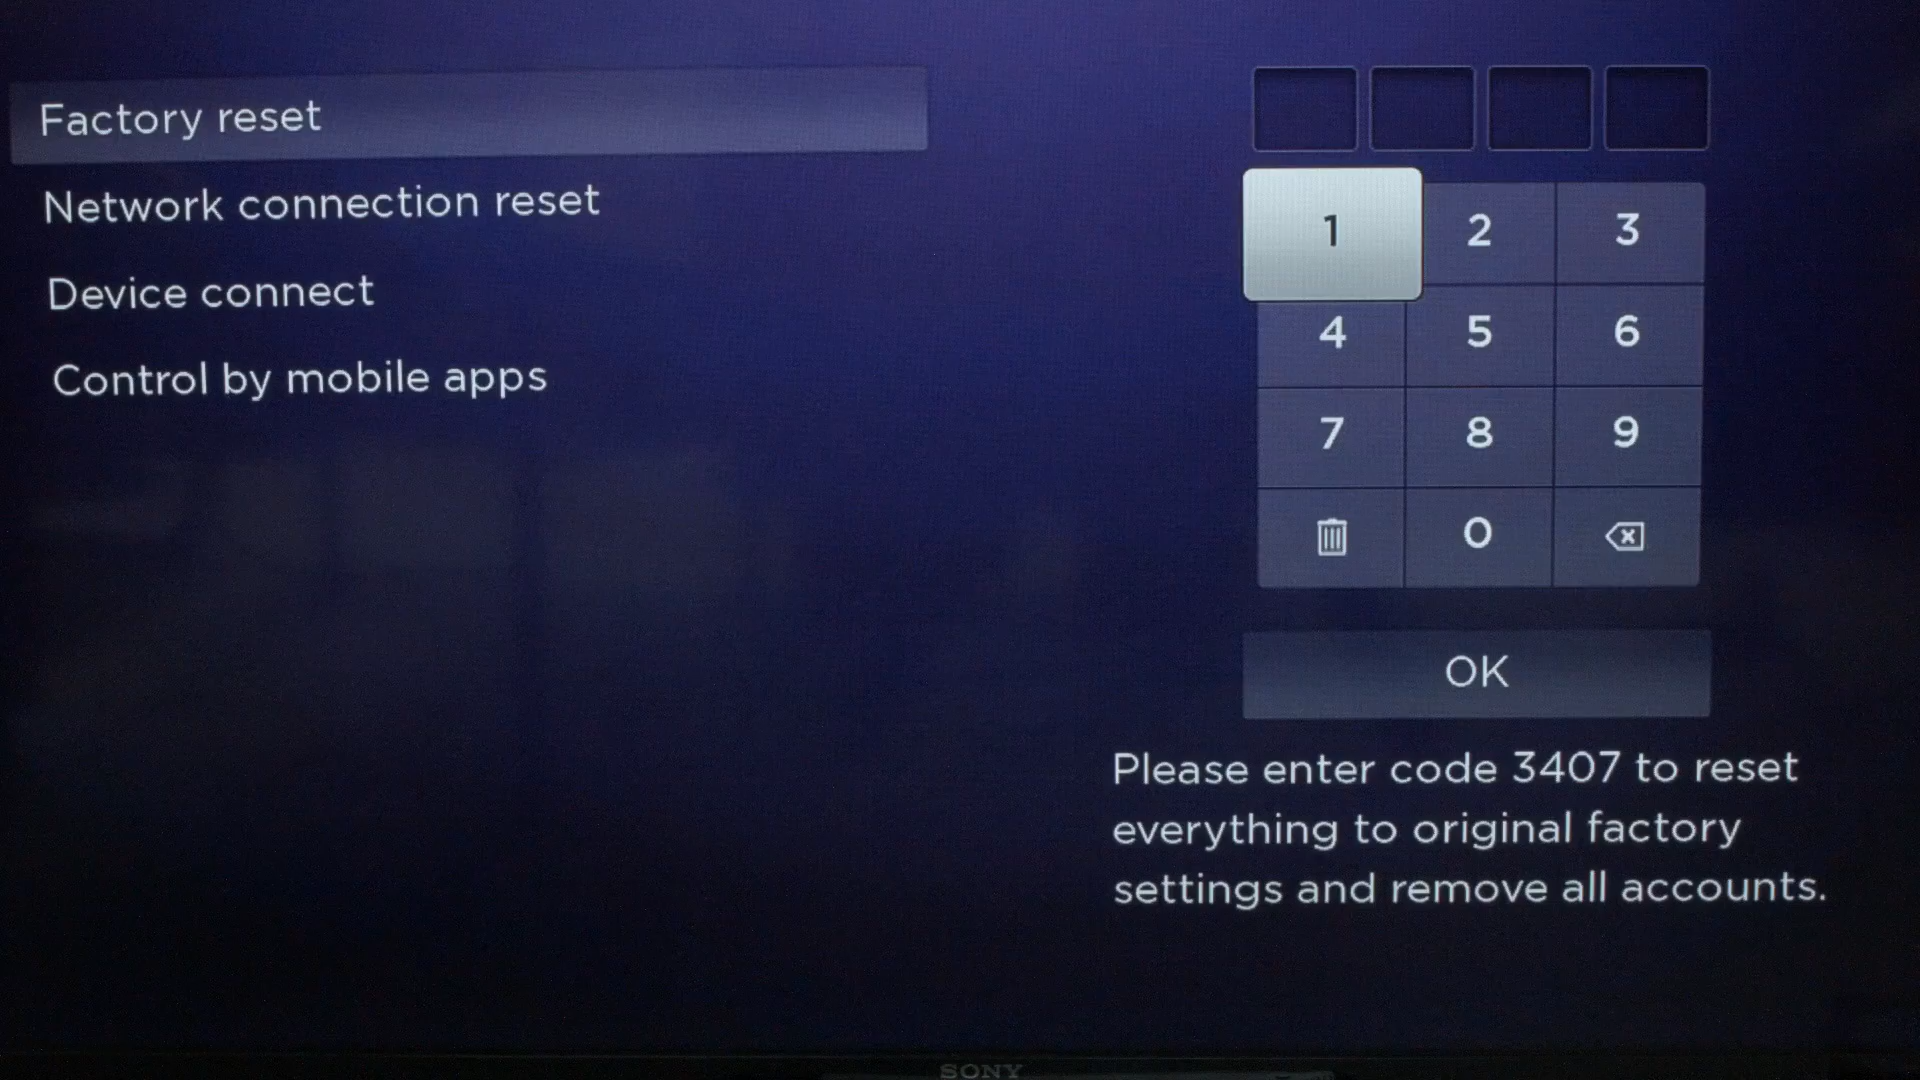 Factory reset
Network connection reset
Device connect
Control by mobile apps
1 2 3
4 5 6
7 8 9
0
OK
Please enter code 3407 to reset
everything to original factory
settings and remove all accounts.
SONY